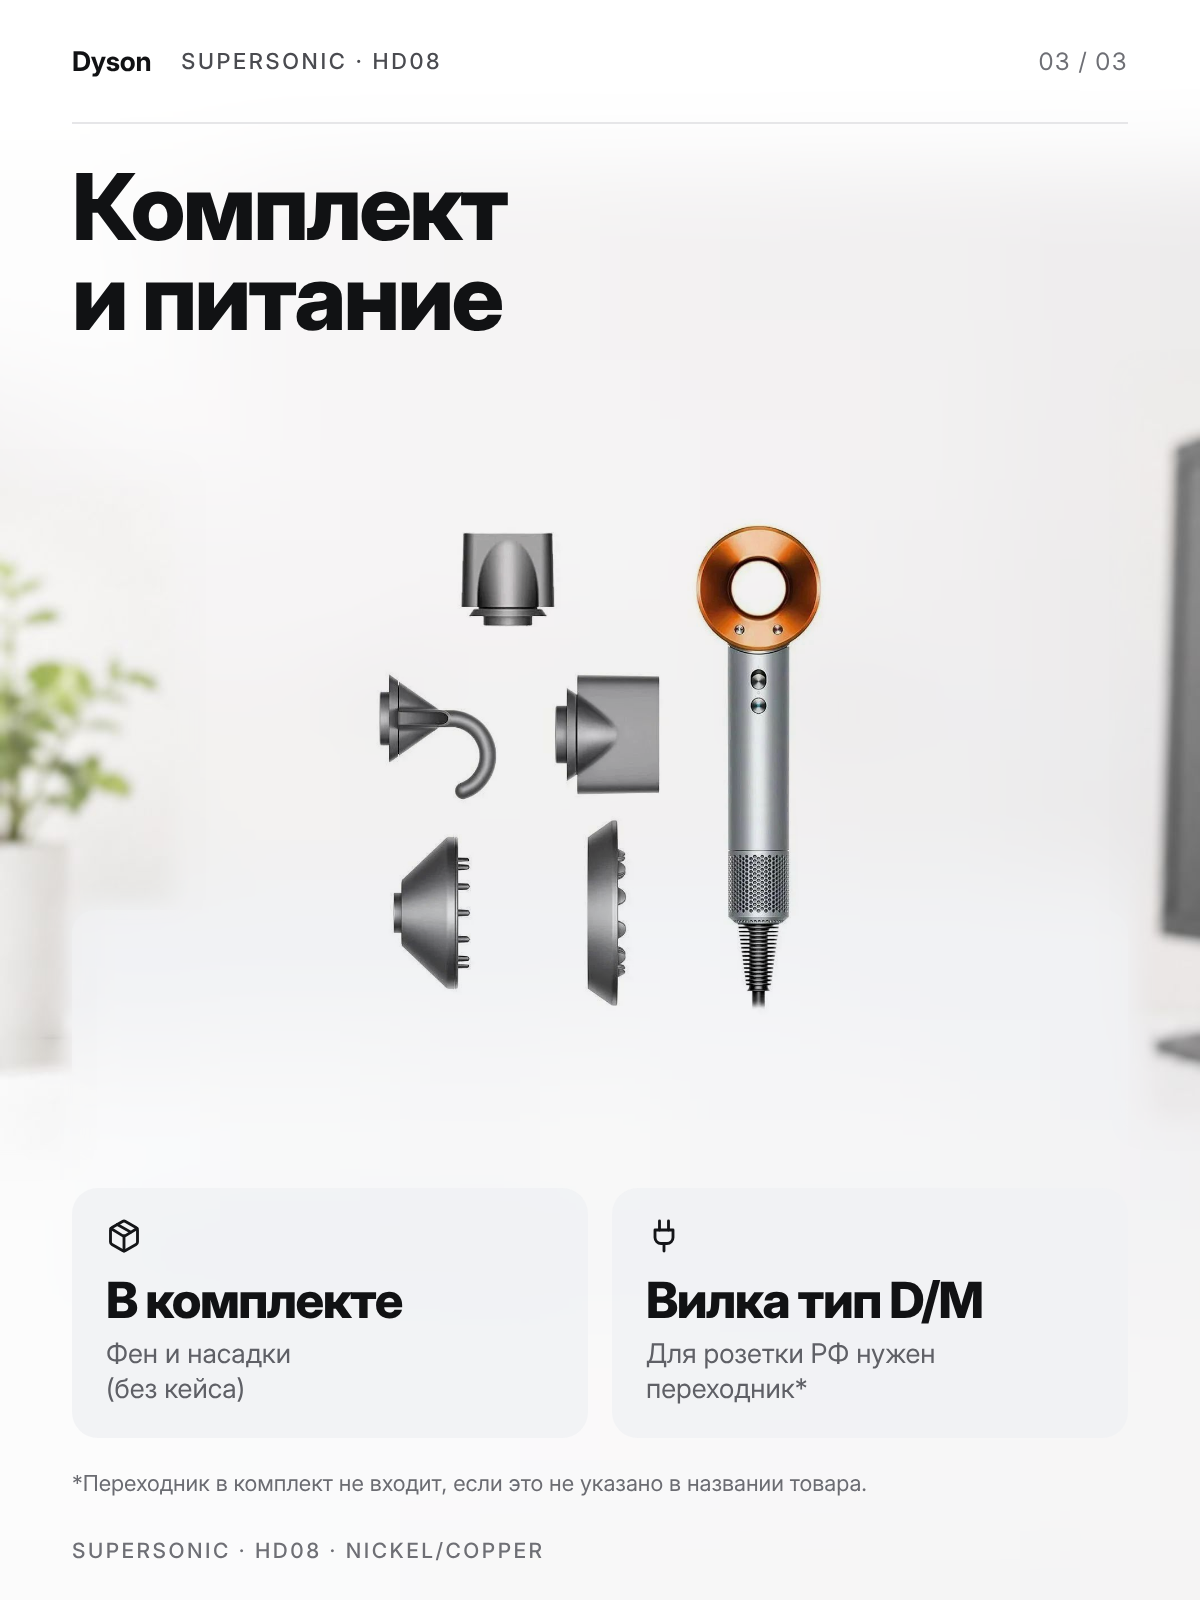 Dyson SUPERSONIC · HD08 03 / 03
Комплект
и питание
В комплекте
Фен и насадки
(без кейса)
Вилка тип D/M
Для розетки РФ нужен
переходник*
*Переходник в комплект не входит, если это не указано в названии товара.
SUPERSONIC · HD08 · NICKEL/COPPER